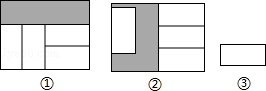 ① ② ③